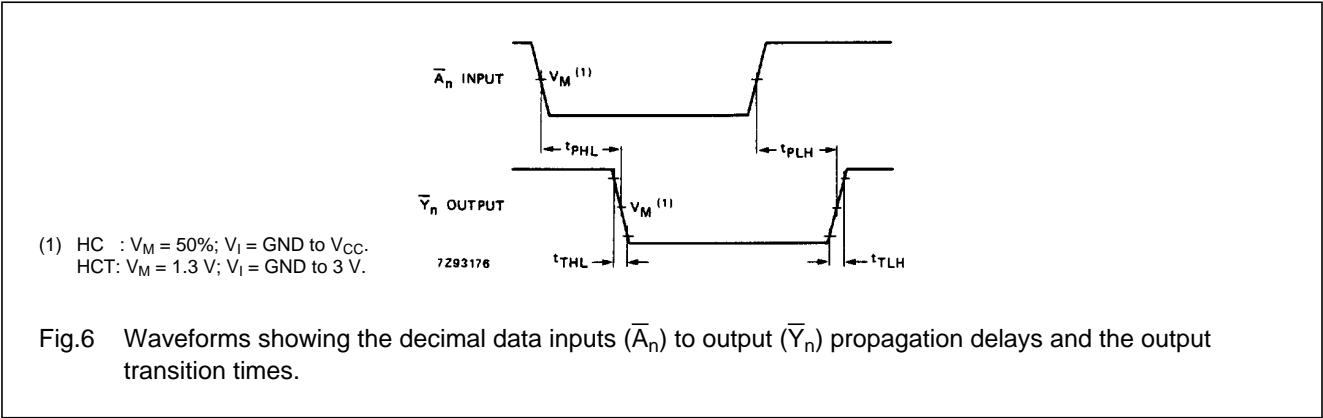 A̅n INPUT
VM (1)
tPHL
tPLH
Y̅n OUTPUT
VM (1)
(1) HC : VM = 50%; VI = GND to VCC.
HCT: VM = 1.3 V; VI = GND to 3 V.
7Z93176
tTHL
tTLH
Fig.6 Waveforms showing the decimal data inputs (A̅n) to output (Y̅n) propagation delays and the output
transition times.